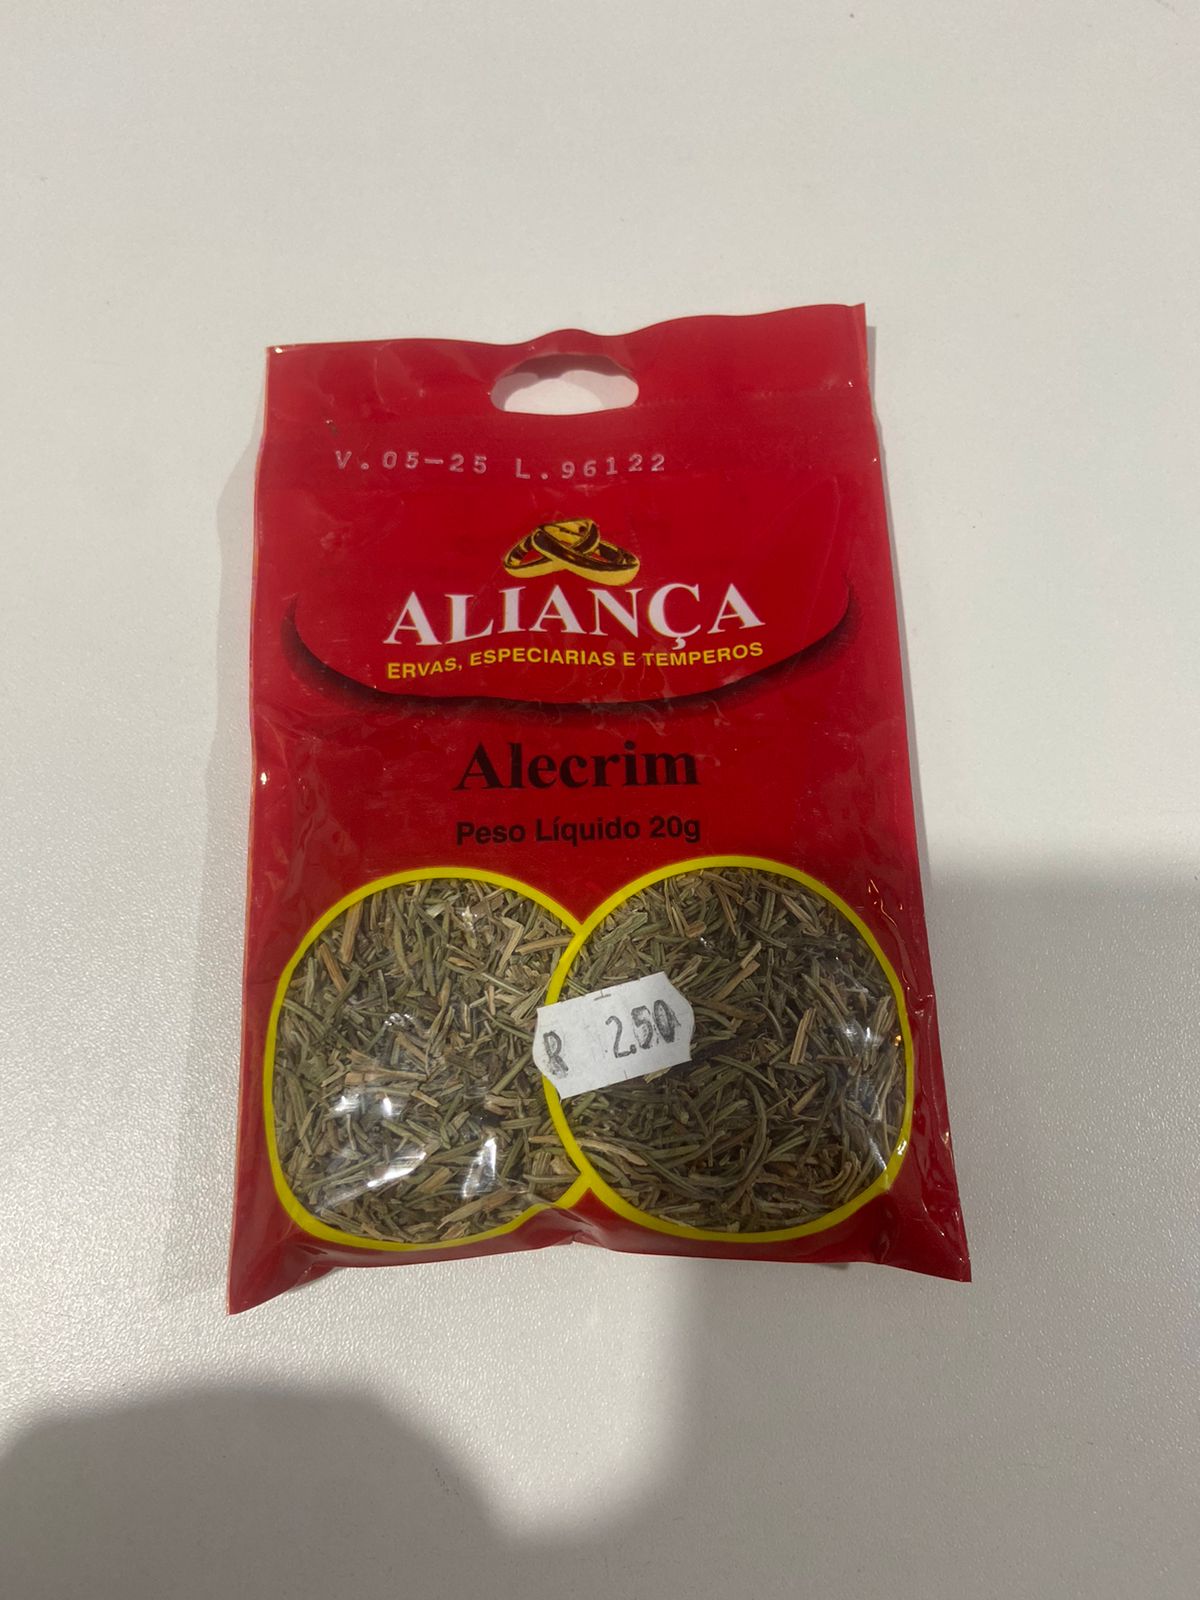 V.05-25 L.96122
ALIANÇA
ERVAS, ESPECIARIAS E TEMPEROS
Alecrim
Peso Líquido 20g
R 2.50